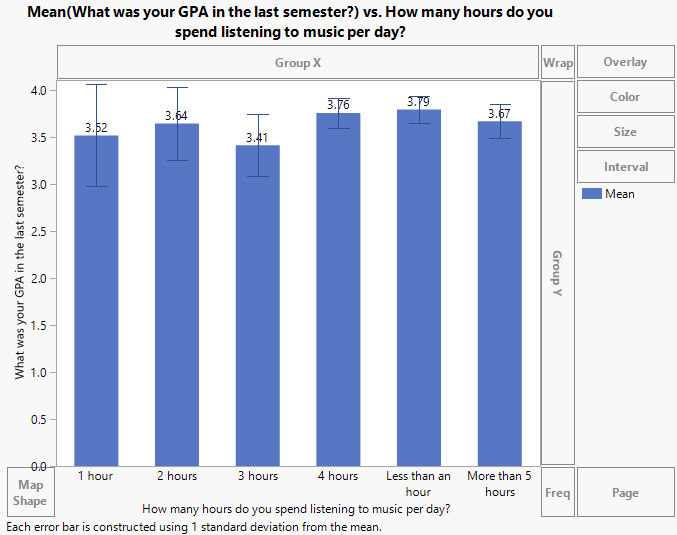 Mean(What was your GPA in the last semester?) vs. How many hours do you
spend listening to music per day?
Group X
Wrap
Overlay
Color
Size
Interval
Mean
What was your GPA in the last semester?
4.0
3.5
3.0
2.5
2.0
1.5
1.0
0.5
0.0
3.52
3.64
3.41
3.76
3.79
3.67
Group Y
1 hour
2 hours
3 hours
4 hours
Less than an
hour
More than 5
hours
Map
Shape
Freq
Page
How many hours do you spend listening to music per day?
Each error bar is constructed using 1 standard deviation from the mean.